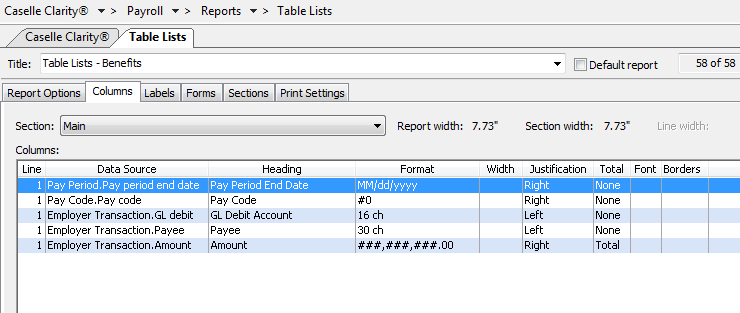 Caselle Clarity® > Payroll > Reports > Table Lists
Caselle Clarity® Table Lists
Title: Table Lists - Benefits Default report 58 of 58
Report Options Columns Labels Forms Sections Print Settings
Section: Main Report width: 7.73" Section width: 7.73" Line width:
Columns:
Line Data Source Heading Format Width Justification Total Font Borders
1 Pay Period.Pay period end date Pay Period End Date MM/dd/yyyy Right None
1 Pay Code.Pay code Pay Code #0 Right None
1 Employer Transaction.GL debit GL Debit Account 16 ch Left None
1 Employer Transaction.Payee Payee 30 ch Left None
1 Employer Transaction.Amount Amount ###,###,###.00 Right Total